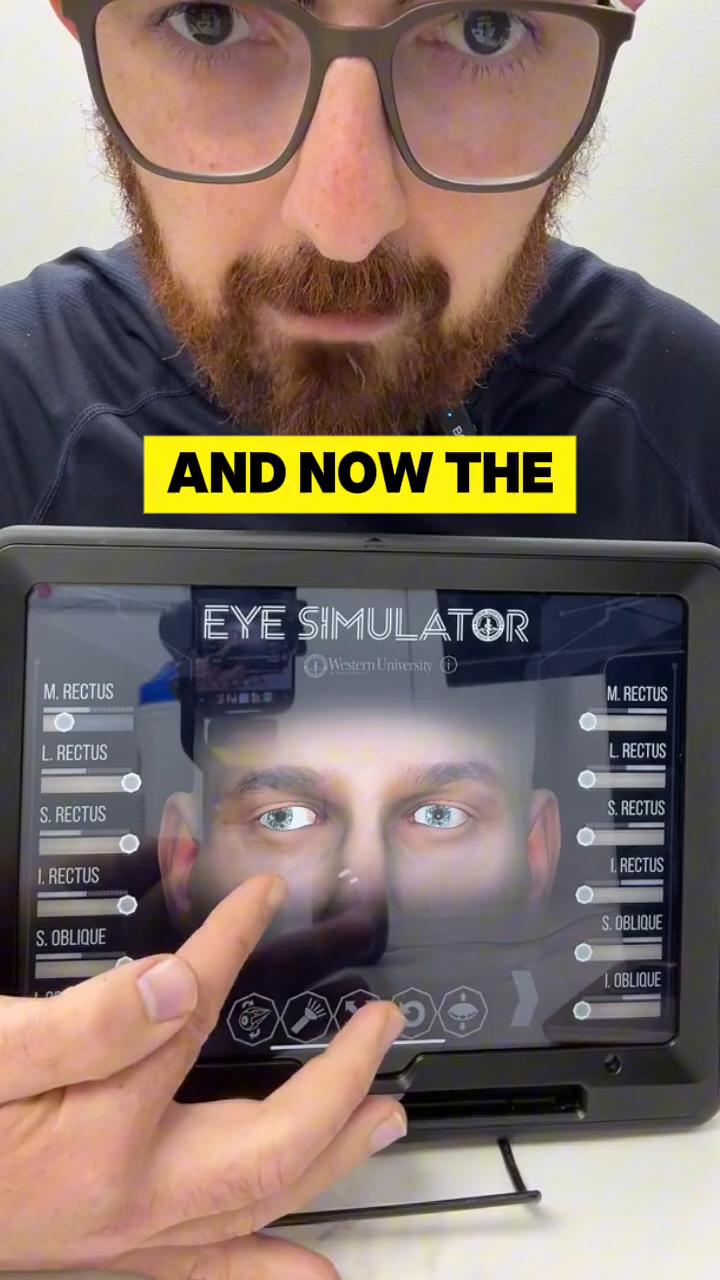 AND NOW THE
EYE SIMULATOR
Western University
M. RECTUS
L. RECTUS
S. RECTUS
I. RECTUS
S. OBLIQUE
M. RECTUS
L. RECTUS
S. RECTUS
I. RECTUS
S. OBLIQUE
I. OBLIQUE